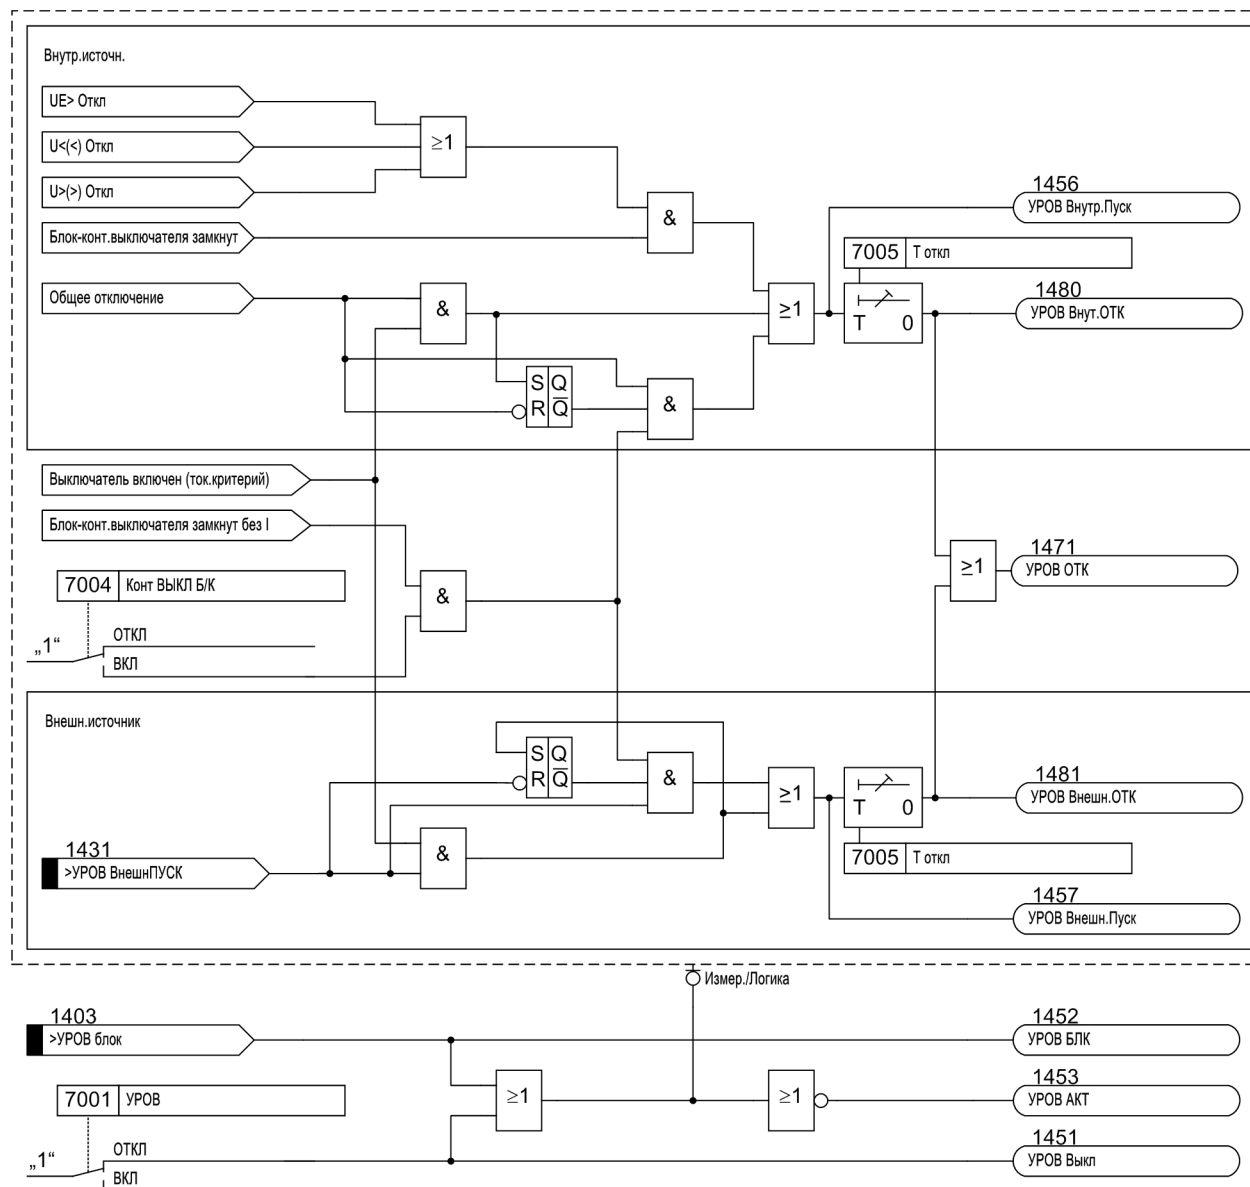 Внутр.источн.
UE> Откл
U<(<) Откл
U>(>) Откл
Блок-конт.выключателя замкнут
Общее отключение
≥1
&
&
S Q
R Q̅
&
≥1
1456
УРОВ Внутр.Пуск
7005 Т откл
T 0
1480
УРОВ Внут.ОТК
Выключатель включен (ток.критерий)
Блок-конт.выключателя замкнут без I
7004 Конт ВЫКЛ Б/К
„1“
ОТКЛ
ВКЛ
&
≥1
1471
УРОВ ОТК
Внешн.источник
S Q
R Q̅
&
≥1
T 0
1481
УРОВ Внешн.ОТК
7005 Т откл
1431
>УРОВ ВнешнПУСК
&
1457
УРОВ Внешн.Пуск
Измер./Логика
1403
>УРОВ блок
1452
УРОВ БЛК
7001 УРОВ
≥1
≥1
1453
УРОВ АКТ
„1“
ОТКЛ
ВКЛ
1451
УРОВ Выкл